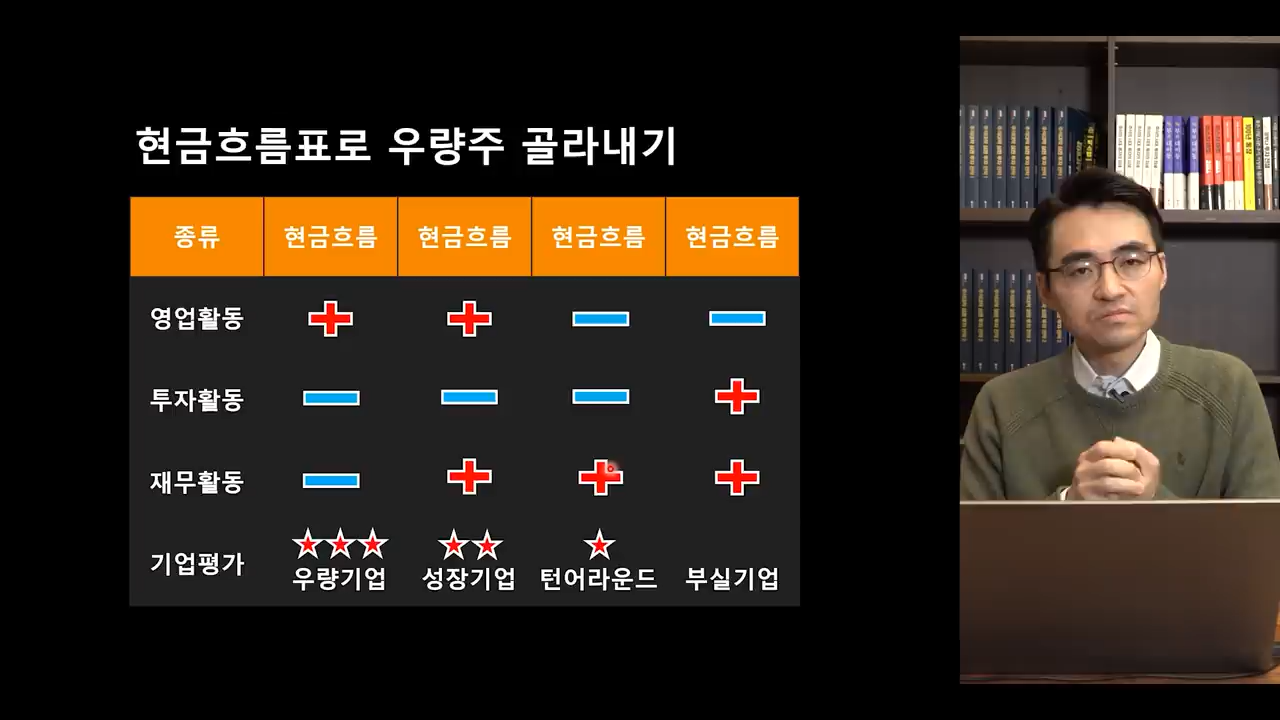 현금흐름표로 우량주 골라내기
종류 현금흐름 현금흐름 현금흐름 현금흐름
영업활동
투자활동
재무활동
기업평가 우량기업 성장기업 턴어라운드 부실기업